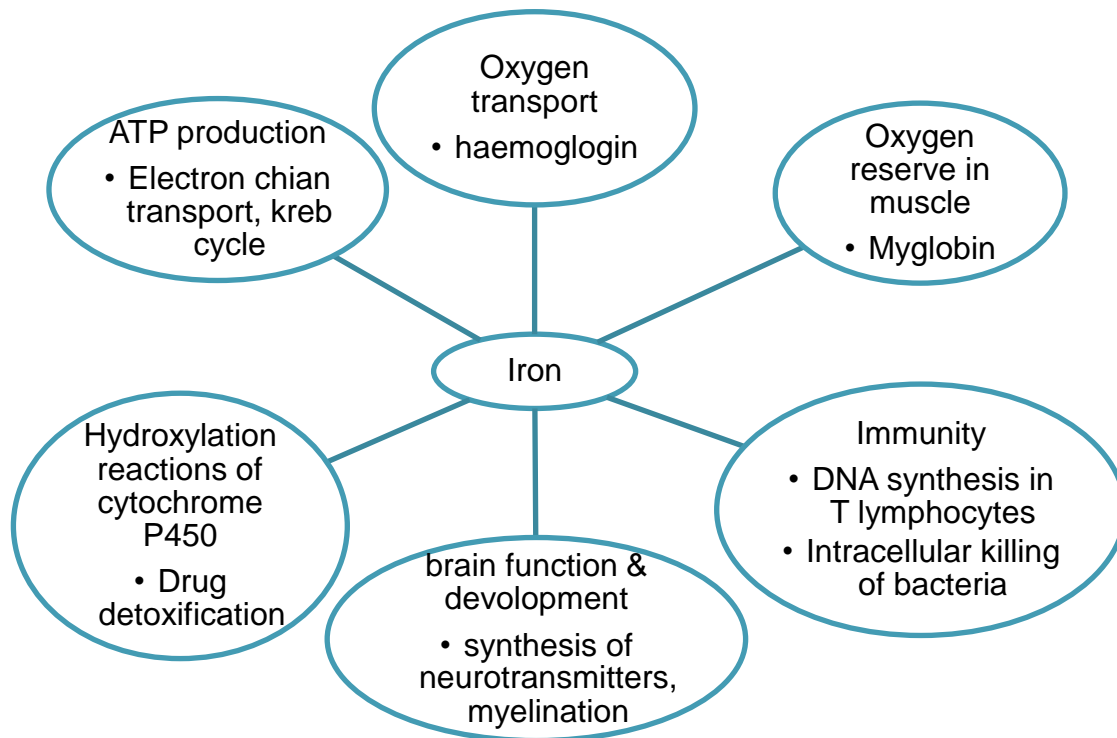 Oxygen
transport
• haemoglogin
ATP production
• Electron chian
transport, kreb
cycle
Oxygen
reserve in
muscle
• Myglobin
Iron
Hydroxylation
reactions of
cytochrome
P450
• Drug
detoxification
brain function &
devolopment
• synthesis of
neurotransmitters,
myelination
Immunity
• DNA synthesis in
T lymphocytes
• Intracellular killing
of bacteria